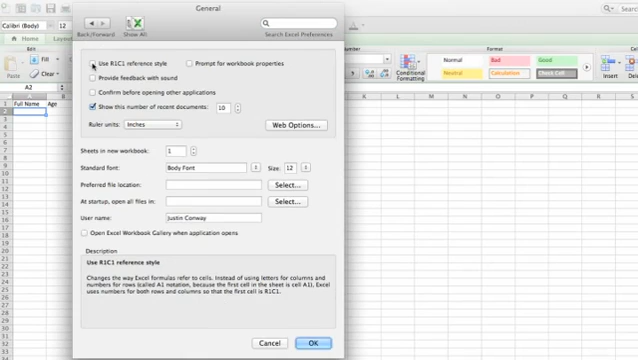 General
Back/Forward
Show All
Search Excel Preferences
Calibri (Body)
12
Home
Edit
Paste
Fill
Clear
A2
Format
Conditional
Formatting
Normal
Bad
Good
Neutral
Calculation
Check Cell
A
B
K
L
M
N
O
P
Q
R
S
1
Full Name
Age
Use R1C1 reference style
Prompt for workbook properties
Provide feedback with sound
Confirm before opening other applications
Show this number of recent documents:
10
Ruler units:
Inches
Web Options...
Sheets in new workbook:
1
Standard font:
Body Font
Size:
12
Preferred file location:
Select...
At startup, open all files in:
Select...
User name:
Justin Conway
Open Excel Workbook Gallery when application opens
Description
Use R1C1 reference style
Changes the way Excel formulas refer to cells. Instead of using letters for columns
and numbers for rows (called A1 notation, because the first cell in the sheet is cell A1), Excel
uses numbers for both rows and columns so that the first cell is R1C1.
Cancel
OK